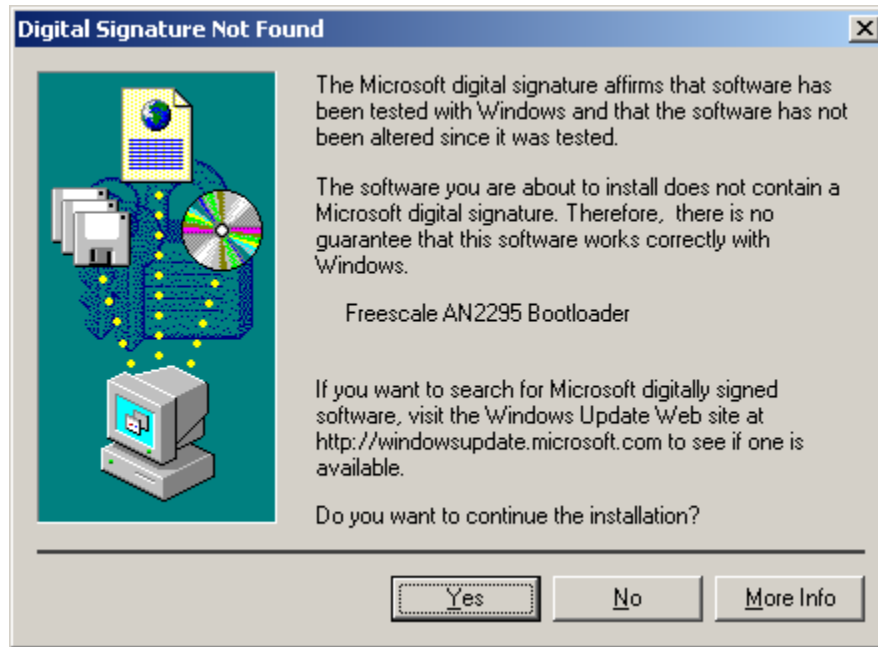 Digital Signature Not Found
The Microsoft digital signature affirms that software has
been tested with Windows and that the software has not
been altered since it was tested.
The software you are about to install does not contain a
Microsoft digital signature. Therefore,  there is no
guarantee that this software works correctly with
Windows.
Freescale AN2295 Bootloader
If you want to search for Microsoft digitally signed
software, visit the Windows Update Web site at
http://windowsupdate.microsoft.com to see if one is
available.
Do you want to continue the installation?
Yes
No
More Info